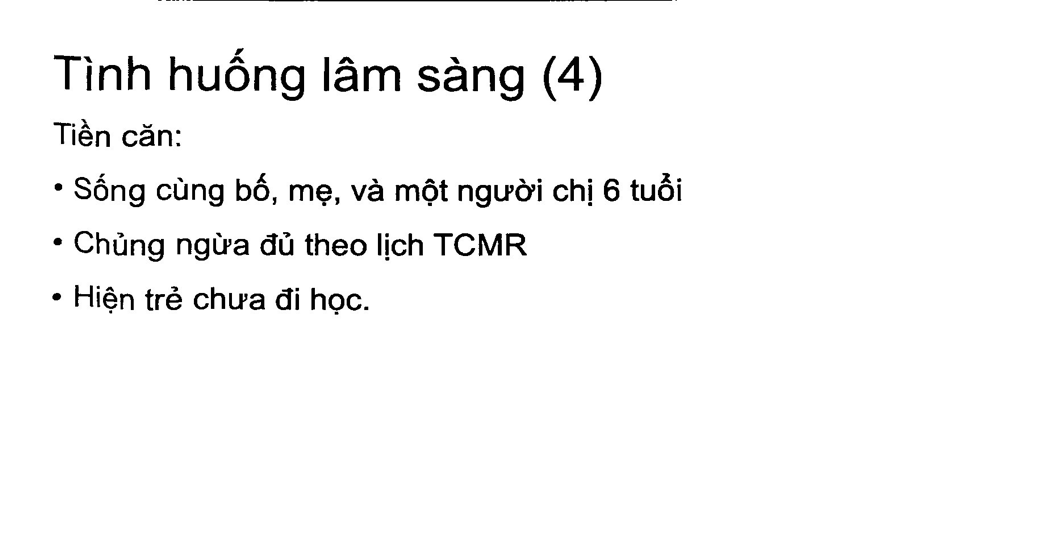 Tình huống lâm sàng (4)
Tiền căn:
• Sống cùng bố, mẹ, và một người chị 6 tuổi
• Chủng ngừa đủ theo lịch TCMR
• Hiện trẻ chưa đi học.